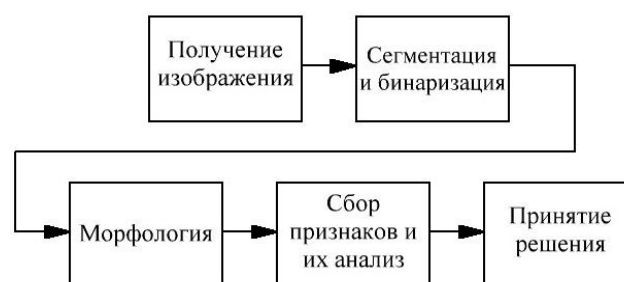 Получение
изображения
Сегментация
и бинаризация
Морфология
Сбор
признаков и
их анализ
Принятие
решения